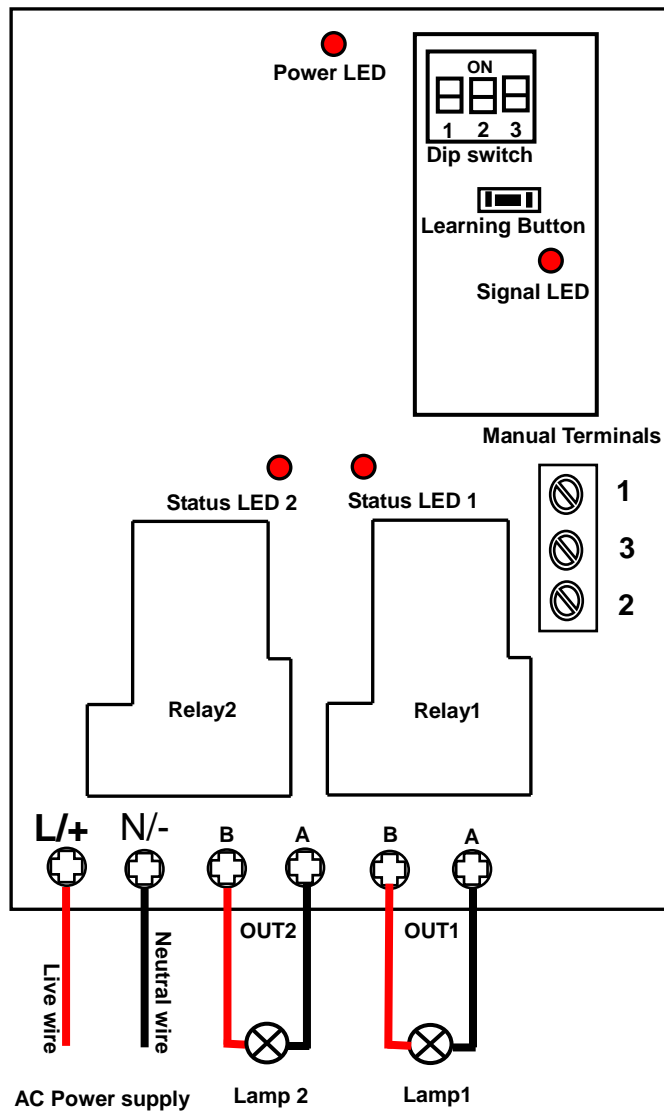 Power LED
ON
1 2 3
Dip switch
Learning Button
Signal LED
Manual Terminals
1
3
2
Status LED 2
Status LED 1
Relay2
Relay1
L/+
N/-
B
A
B
A
OUT2
OUT1
Live wire
Neutral wire
AC Power supply
Lamp 2
Lamp1